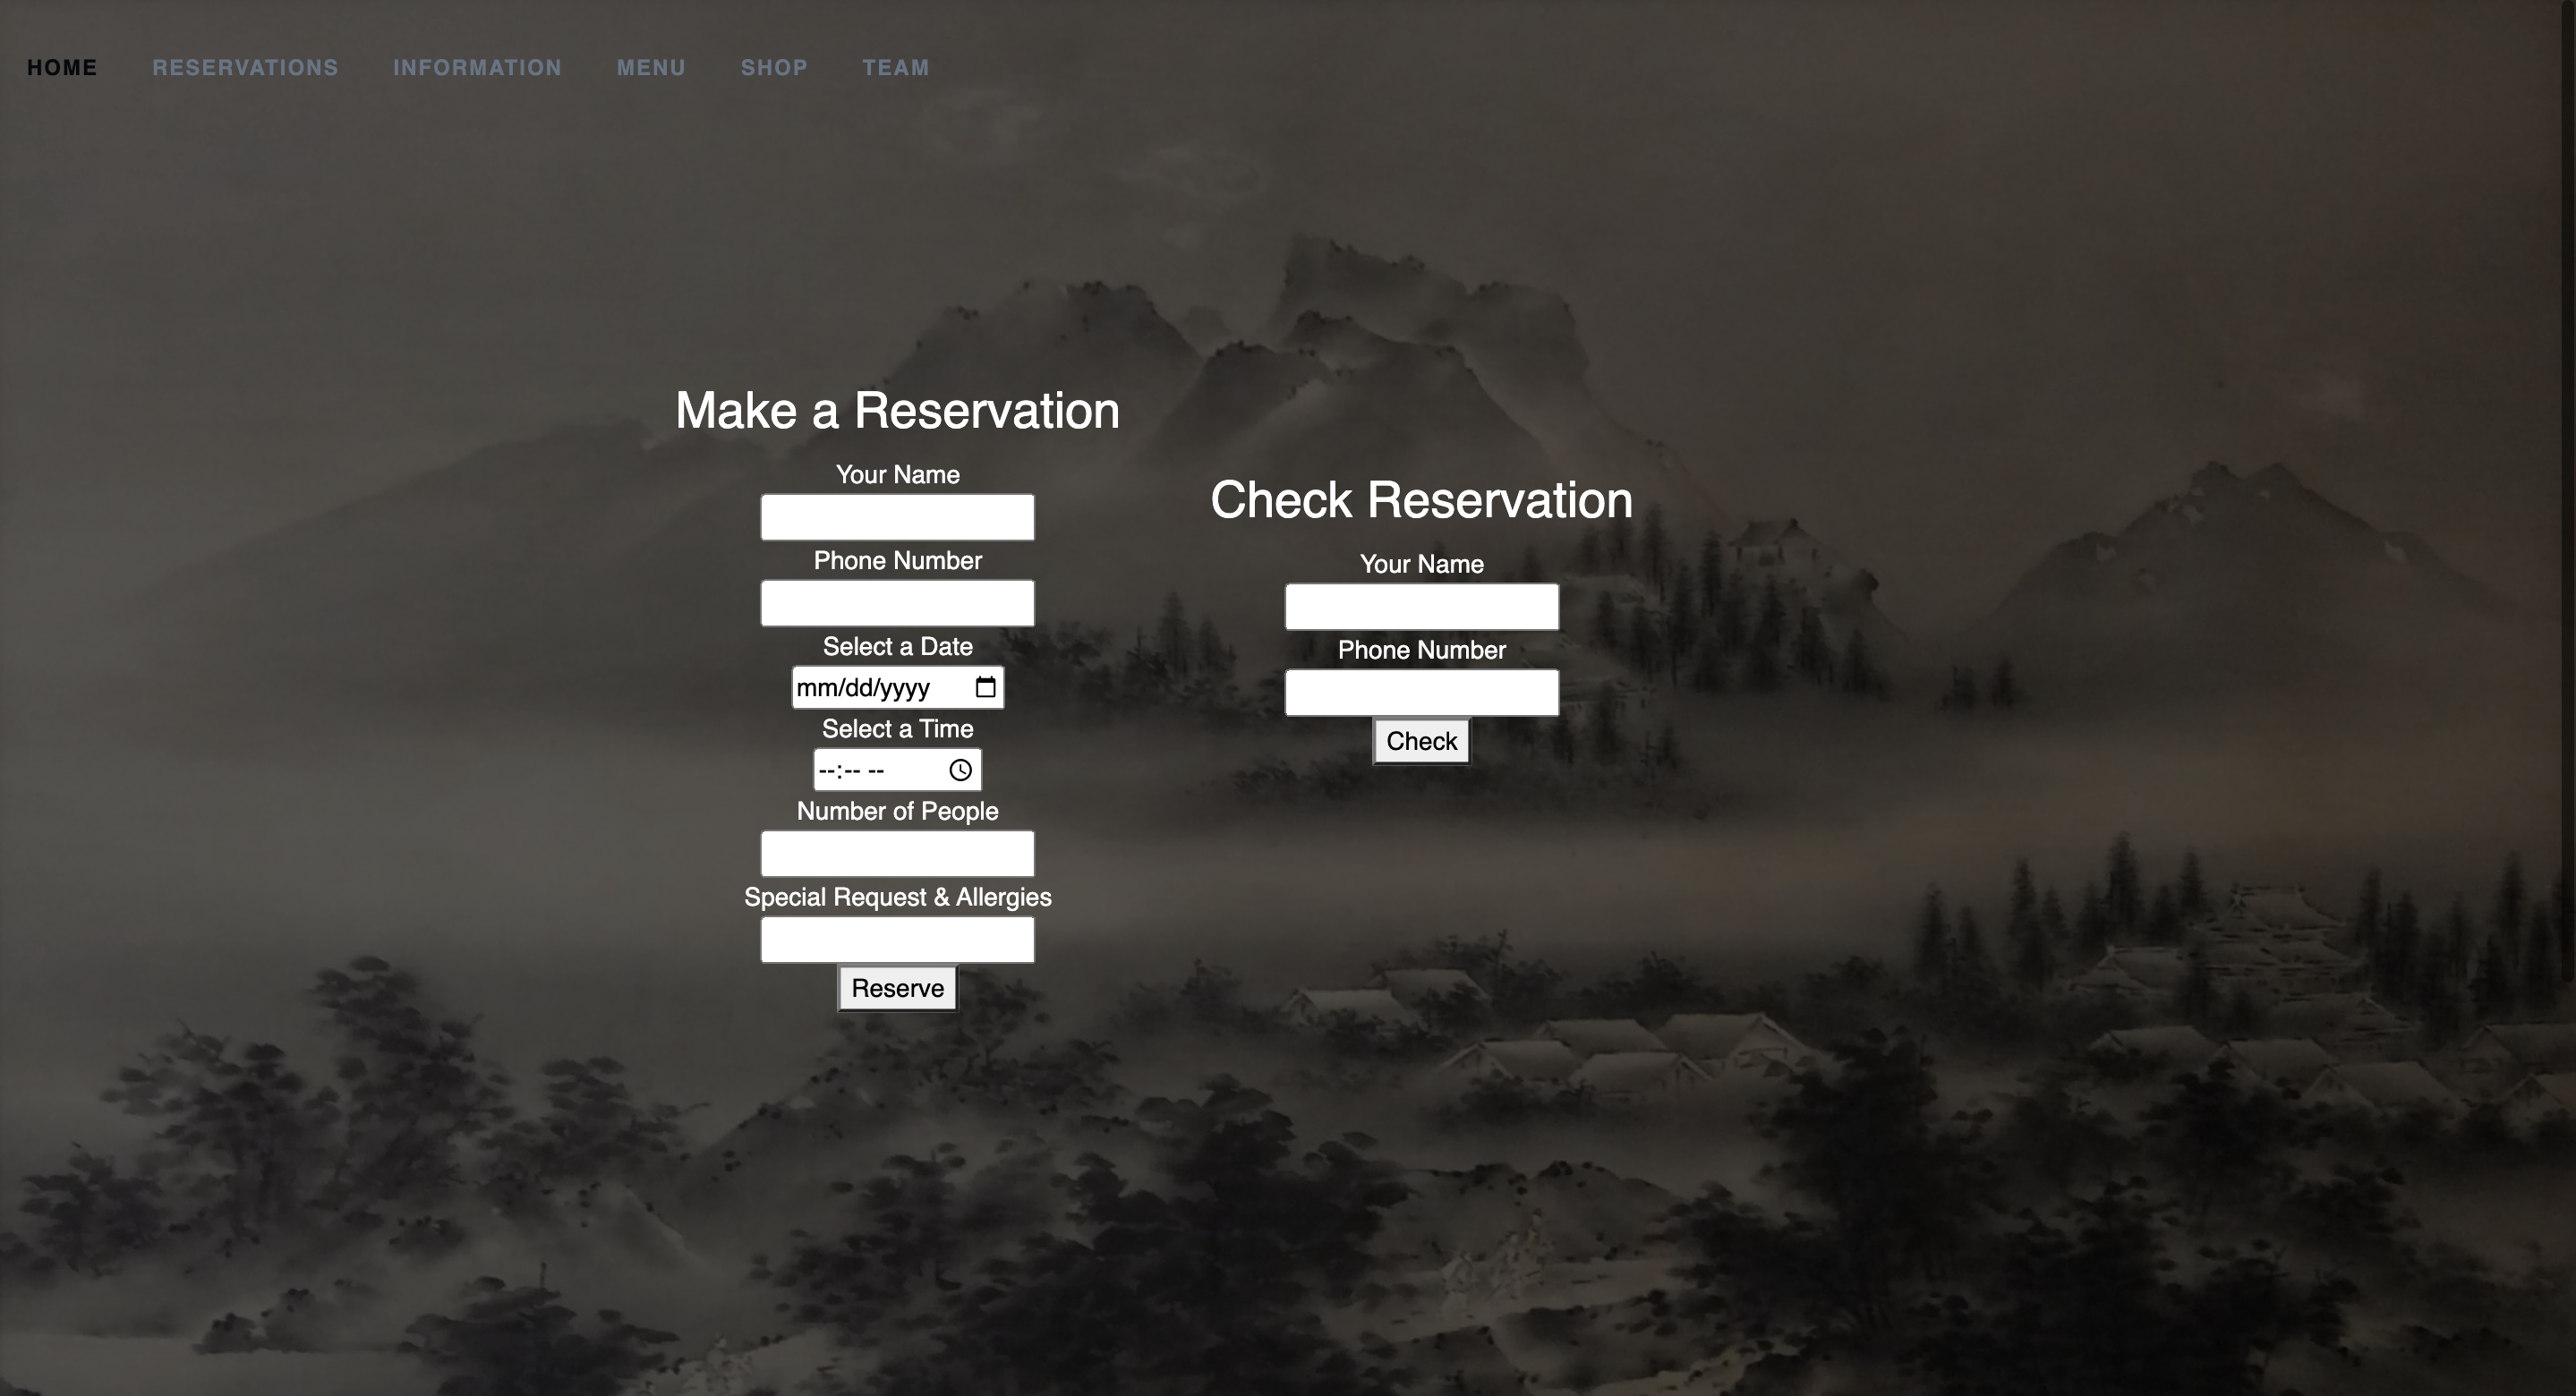 HOME RESERVATIONS INFORMATION MENU SHOP TEAM
Make a Reservation
Your Name
Phone Number
Select a Date
mm/dd/yyyy
Select a Time
--:-- --
Number of People
Special Request & Allergies
Reserve
Check Reservation
Your Name
Phone Number
Check